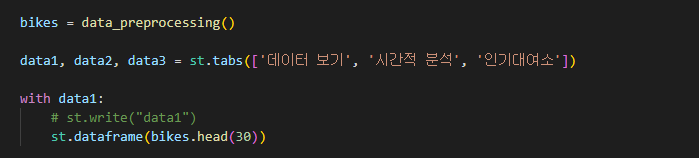 bikes = data_preprocessing()
data1, data2, data3 = st.tabs(['데이터 보기', '시간적 분석', '인기대여소'])
with data1:
# st.write("data1")
st.dataframe(bikes.head(30))